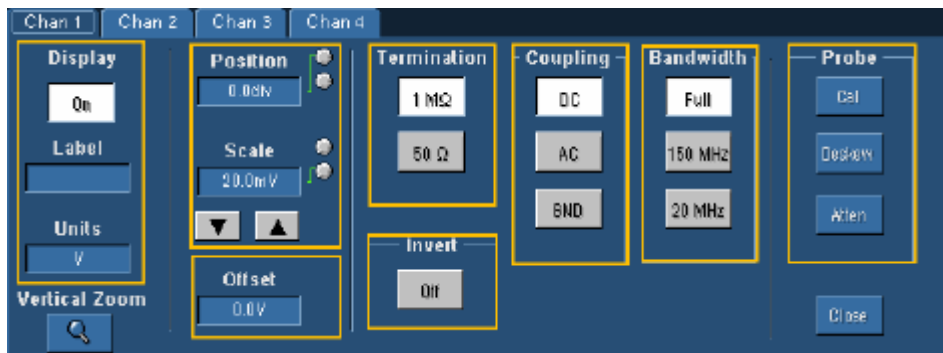 Chan 1 Chan 2 Chan 3 Chan 4
Display
On
Label
Units
V
Vertical Zoom
Position
0.0div
Scale
20.0mV
▼ ▲
Offset
0.0V
Termination
1 MΩ
50 Ω
Invert
Off
Coupling
DC
AC
GND
Bandwidth
Full
150 MHz
20 MHz
Probe
Cal
Deskew
Atten
Close